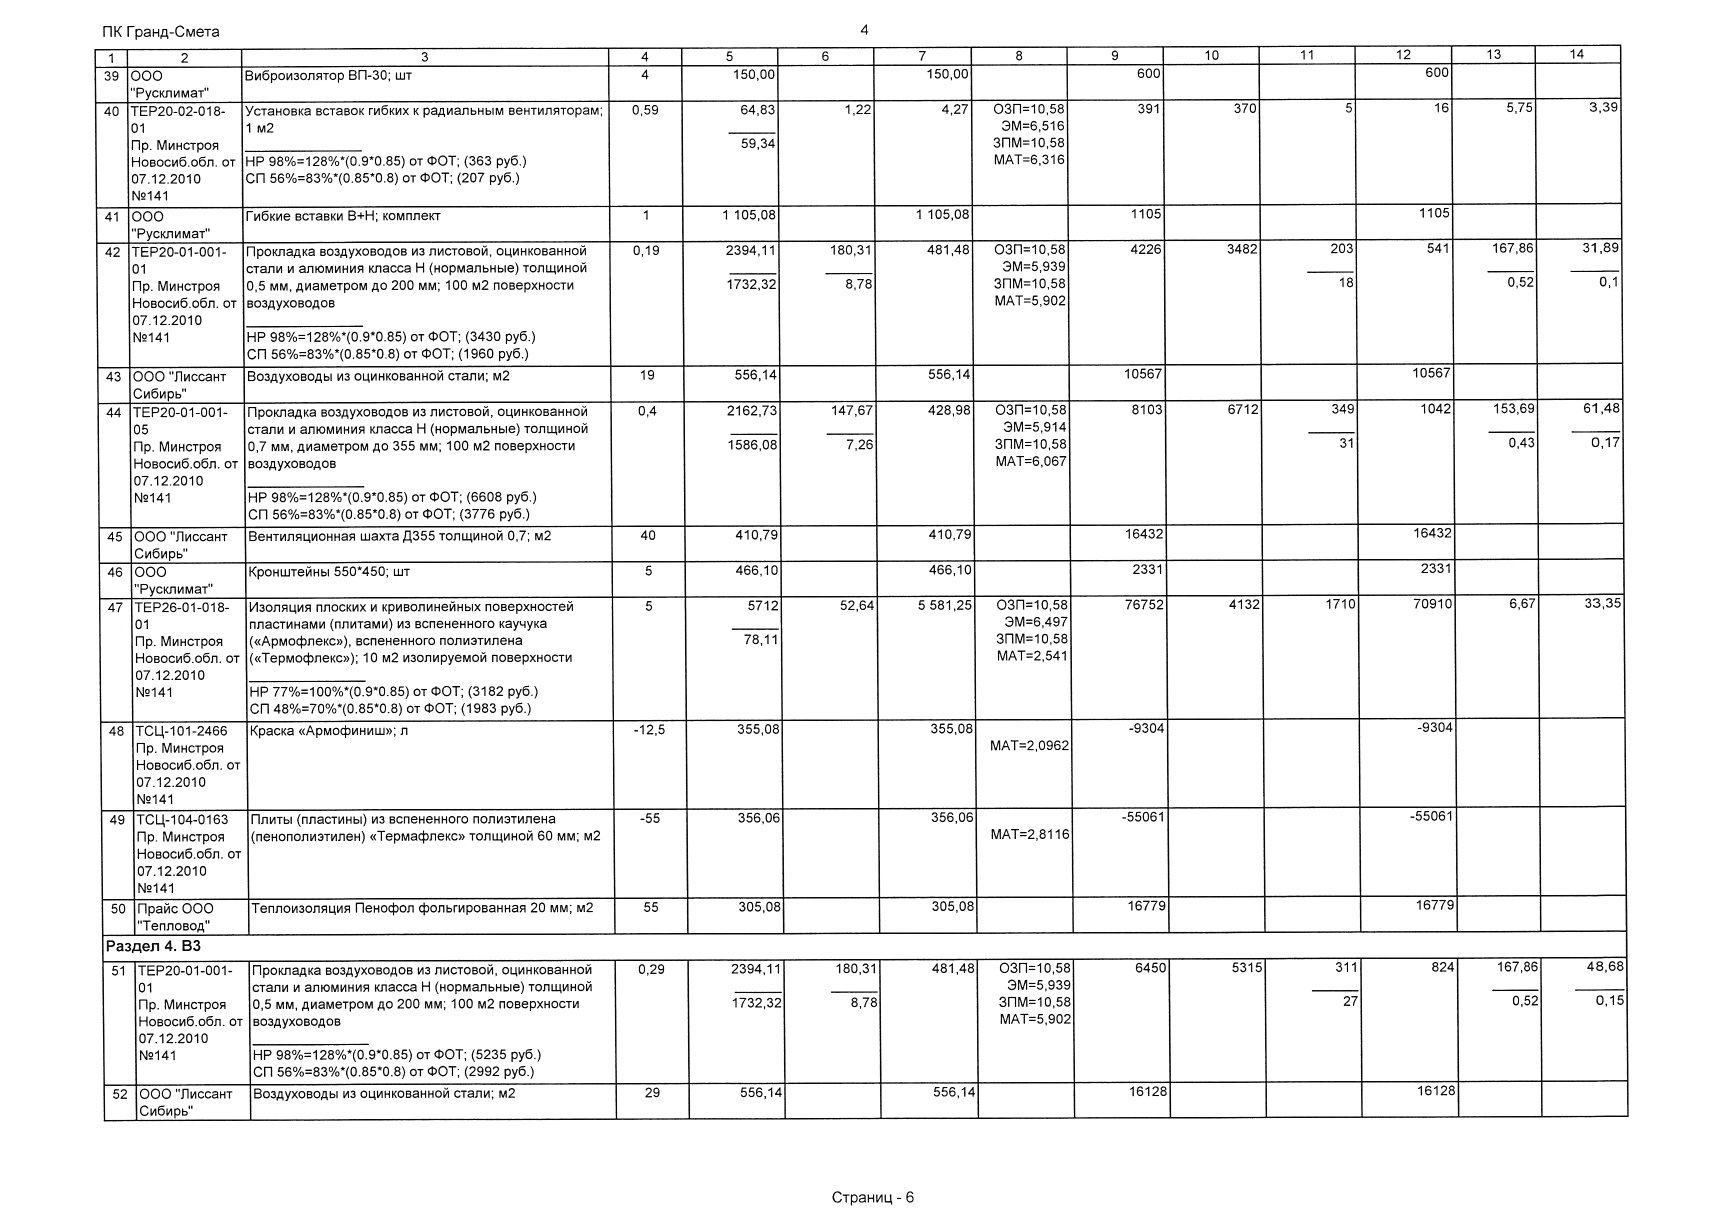 ПК Гранд-Смета
4
1 2 3 4 5 6 7 8 9 10 11 12 13 14
39 ООО Виброизолятор ВП-30; шт 4 150,00 150,00 600 600
"Русклимат"
40 ТЕР20-02-018- Установка вставок гибких к радиальным вентиляторам; 0,59 64,83 1,22 4,27 ОЗП=10,58 391 370 5 16 5,75 3,39
01 1 м2 ЭМ=6,516
Пр. Минстроя 59,34 ЗПМ=10,58
Новосиб.обл. от НР 98%=128%*(0.9*0.85) от ФОТ; (363 руб.) МАТ=6,316
07.12.2010 СП 56%=83%*(0.85*0.8) от ФОТ; (207 руб.)
№141
41 ООО Гибкие вставки В+Н; комплект 1 1 105,08 1 105,08 1105 1105
"Русклимат"
42 ТЕР20-01-001- Прокладка воздуховодов из листовой, оцинкованной 0,19 2394,11 180,31 481,48 ОЗП=10,58 4226 3482 203 541 167,86 31,89
01 стали и алюминия класса Н (нормальные) толщиной ЭМ=5,939
Пр. Минстроя 0,5 мм, диаметром до 200 мм; 100 м2 поверхности 1732,32 8,78 ЗПМ=10,58 18 0,52 0,1
Новосиб.обл. от воздуховодов МАТ=5,902
07.12.2010
№141 НР 98%=128%*(0.9*0.85) от ФОТ; (3430 руб.)
СП 56%=83%*(0.85*0.8) от ФОТ; (1960 руб.)
43 ООО "Лиссант Воздуховоды из оцинкованной стали; м2 19 556,14 556,14 10567 10567
Сибирь"
44 ТЕР20-01-001- Прокладка воздуховодов из листовой, оцинкованной 0,4 2162,73 147,67 428,98 ОЗП=10,58 8103 6712 349 1042 153,69 61,48
05 стали и алюминия класса Н (нормальные) толщиной ЭМ=5,914
Пр. Минстроя 0,7 мм, диаметром до 355 мм; 100 м2 поверхности 1586,08 7,26 ЗПМ=10,58 31 0,43 0,17
Новосиб.обл. от воздуховодов МАТ=6,067
07.12.2010
№141 НР 98%=128%*(0.9*0.85) от ФОТ; (6608 руб.)
СП 56%=83%*(0.85*0.8) от ФОТ; (3776 руб.)
45 ООО "Лиссант Вентиляционная шахта Д355 толщиной 0,7; м2 40 410,79 410,79 16432 16432
Сибирь"
46 ООО Кронштейны 550*450; шт 5 466,10 466,10 2331 2331
"Русклимат"
47 ТЕР26-01-018- Изоляция плоских и криволинейных поверхностей 5 5712 52,64 5 581,25 ОЗП=10,58 76752 4132 1710 70910 6,67 33,35
01 пластинами (плитами) из вспененного каучука ЭМ=6,497
Пр. Минстроя («Армофлекс»), вспененного полиэтилена 78,11 ЗПМ=10,58
Новосиб.обл. от («Термофлекс»); 10 м2 изолируемой поверхности МАТ=2,541
07.12.2010
№141 НР 77%=100%*(0.9*0.85) от ФОТ; (3182 руб.)
СП 48%=70%*(0.85*0.8) от ФОТ; (1983 руб.)
48 ТСЦ-101-2466 Краска «Армофиниш»; л -12,5 355,08 355,08 -9304 -9304
Пр. Минстроя МАТ=2,0962
Новосиб.обл. от
07.12.2010
№141
49 ТСЦ-104-0163 Плиты (пластины) из вспененного полиэтилена -55 356,06 356,06 -55061 -55061
Пр. Минстроя (пенополиэтилен) «Термафлекс» толщиной 60 мм; м2 МАТ=2,8116
Новосиб.обл. от
07.12.2010
№141
50 Прайс ООО Теплоизоляция Пенофол фольгированная 20 мм; м2 55 305,08 305,08 16779 16779
"Тепловод"
Раздел 4. В3
51 ТЕР20-01-001- Прокладка воздуховодов из листовой, оцинкованной 0,29 2394,11 180,31 481,48 ОЗП=10,58 6450 5315 311 824 167,86 48,68
01 стали и алюминия класса Н (нормальные) толщиной ЭМ=5,939
Пр. Минстроя 0,5 мм, диаметром до 200 мм; 100 м2 поверхности 1732,32 8,78 ЗПМ=10,58 27 0,52 0,15
Новосиб.обл. от воздуховодов МАТ=5,902
07.12.2010
№141 НР 98%=128%*(0.9*0.85) от ФОТ; (5235 руб.)
СП 56%=83%*(0.85*0.8) от ФОТ; (2992 руб.)
52 ООО "Лиссант Воздуховоды из оцинкованной стали; м2 29 556,14 556,14 16128 16128
Сибирь"
Страниц - 6